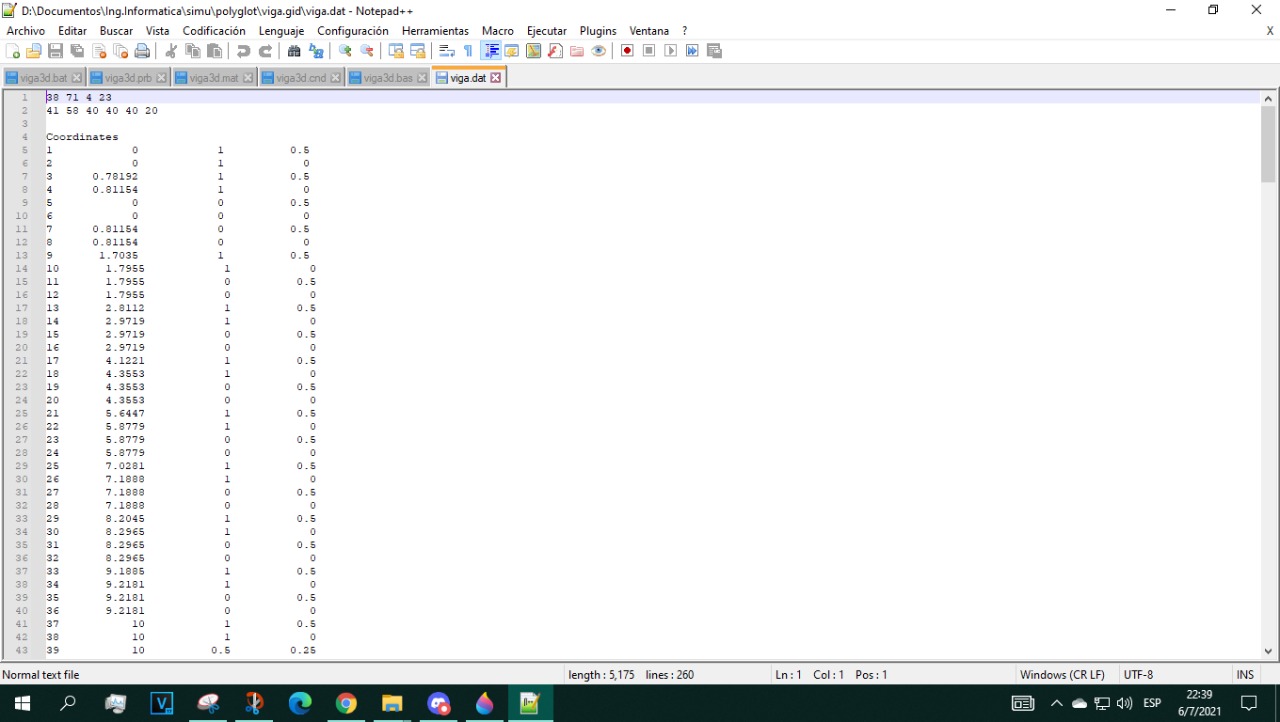 D:\Documentos\Ing.Informatica\simu\polyglot\viga.gid\viga.dat - Notepad++
Archivo Editar Buscar Vista Codificación Lenguaje Configuración Herramientas Macro Ejecutar Plugins Ventana ? X
viga3d.bat viga3d.prb viga3d.mat viga3d.cnd viga3d.bas viga.dat
1 38 71 4 23
2 41 58 40 40 40 20
3
4 Coordinates
5 1 0 1 0.5
6 2 0 1 0
7 3 0.78192 1 0.5
8 4 0.81154 1 0
9 5 0 0 0.5
10 6 0 0 0
11 7 0.81154 0 0.5
12 8 0.81154 0 0
13 9 1.7035 1 0.5
14 10 1.7955 1 0
15 11 1.7955 0 0.5
16 12 1.7955 0 0
17 13 2.8112 1 0.5
18 14 2.9719 1 0
19 15 2.9719 0 0.5
20 16 2.9719 0 0
21 17 4.1221 1 0.5
22 18 4.3553 1 0
23 19 4.3553 0 0.5
24 20 4.3553 0 0
25 21 5.6447 1 0.5
26 22 5.8779 1 0
27 23 5.8779 0 0.5
28 24 5.8779 0 0
29 25 7.0281 1 0.5
30 26 7.1888 1 0
31 27 7.1888 0 0.5
32 28 7.1888 0 0
33 29 8.2045 1 0.5
34 30 8.2965 1 0
35 31 8.2965 0 0.5
36 32 8.2965 0 0
37 33 9.1885 1 0.5
38 34 9.2181 1 0
39 35 9.2181 0 0.5
40 36 9.2181 0 0
41 37 10 1 0.5
42 38 10 1 0
43 39 10 0.5 0.25
Normal text file length : 5,175 lines : 260 Ln : 1 Col : 1 Pos : 1 Windows (CR LF) UTF-8 INS
ESP 22:39
6/7/2021